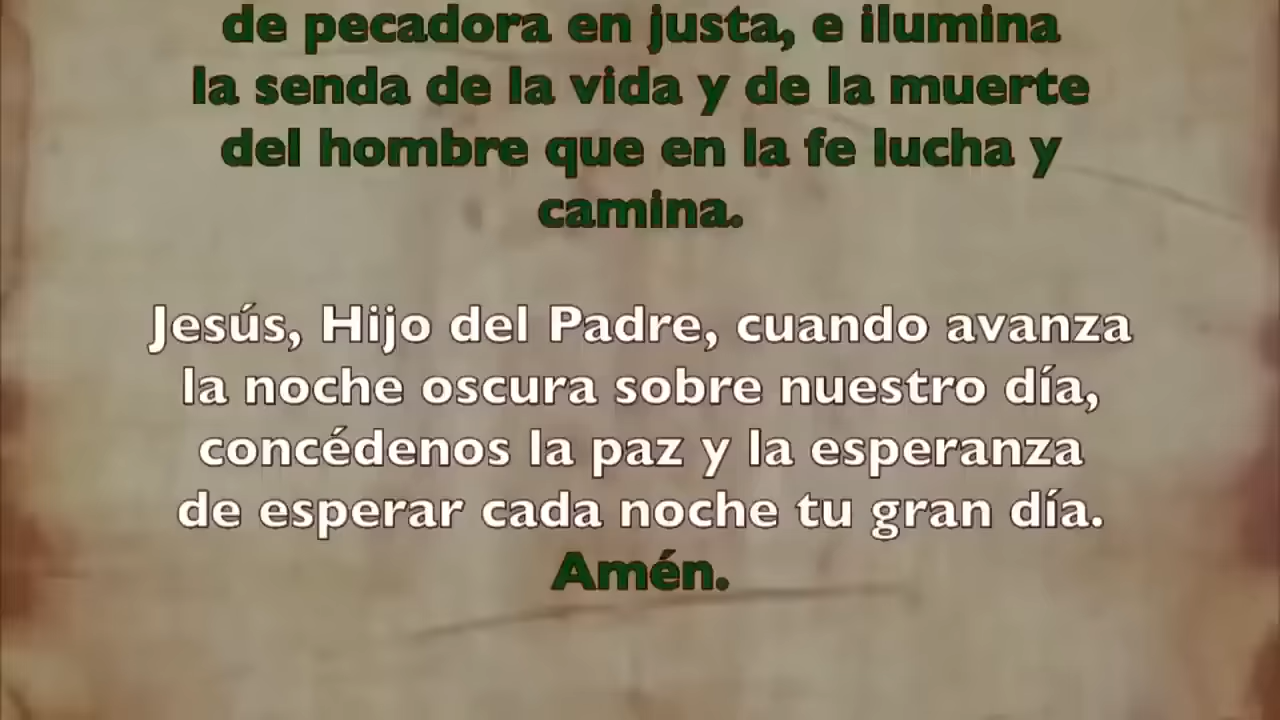 de pecadora en justa, e ilumina
la senda de la vida y de la muerte
del hombre que en la fe lucha y
camina.
Jesús, Hijo del Padre, cuando avanza
la noche oscura sobre nuestro día,
concédenos la paz y la esperanza
de esperar cada noche tu gran día.
Amén.